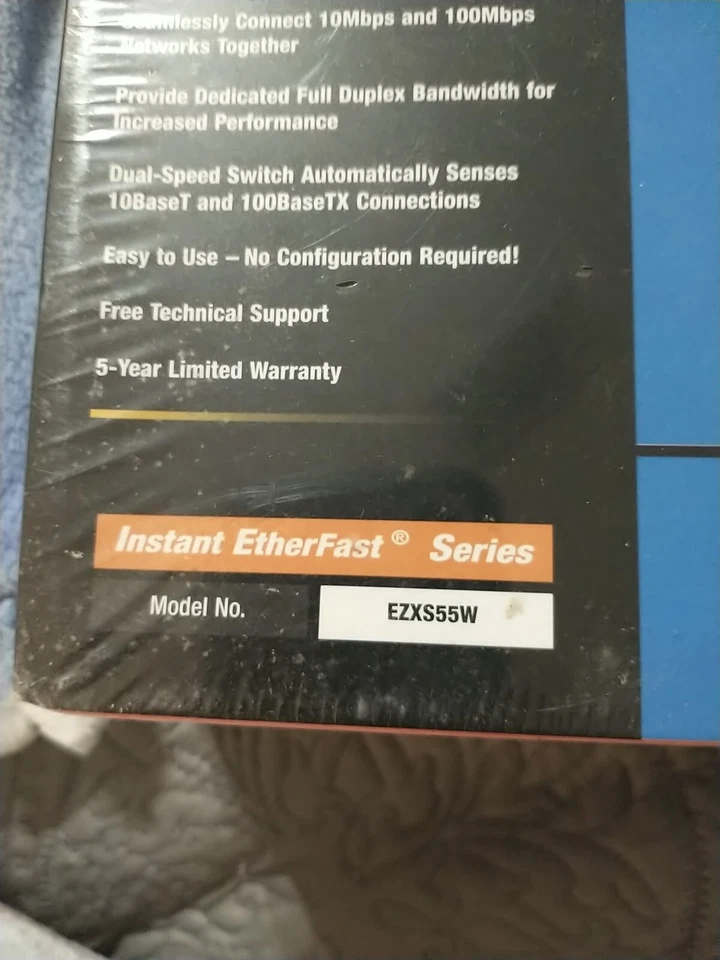 Seamlessly Connect 10Mbps and 100Mbps
Networks Together
Provide Dedicated Full Duplex Bandwidth for
Increased Performance
Dual-Speed Switch Automatically Senses
10BaseT and 100BaseTX Connections
Easy to Use – No Configuration Required!
Free Technical Support
5-Year Limited Warranty
Instant EtherFast® Series
Model No. EZXS55W